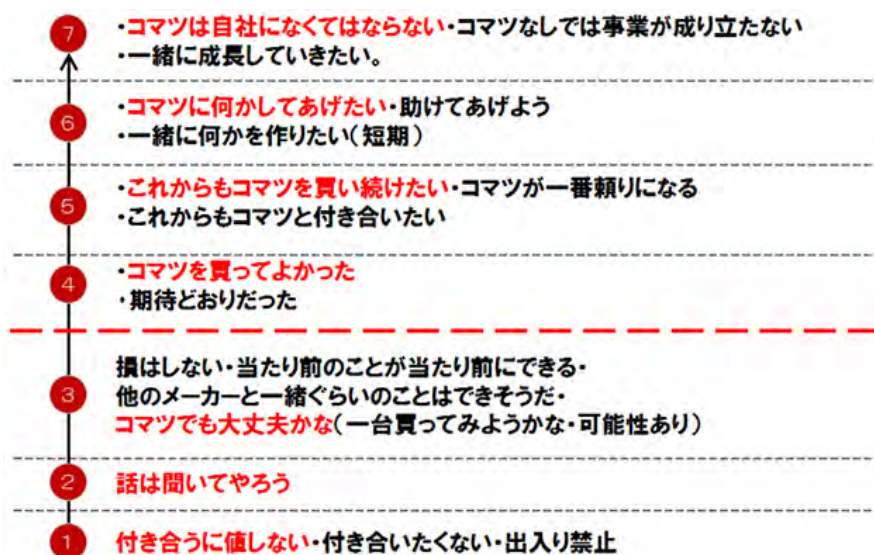 7 ・コマツは自社になくてはならない・コマツなしでは事業が成り立たない
・一緒に成長していきたい。
6 ・コマツに何かしてあげたい・助けてあげよう
・一緒に何かを作りたい（短期）
5 ・これからもコマツを買い続けたい・コマツが一番頼りになる
・これからもコマツと付き合いたい
4 ・コマツを買ってよかった
・期待どおりだった
3 損はしない・当たり前のことが当たり前にできる・
他のメーカーと一緒ぐらいのことはできそうだ・
コマツでも大丈夫かな（一台買ってみようかな・可能性あり）
2 話は聞いてやろう
1 付き合うに値しない・付き合いたくない・出入り禁止